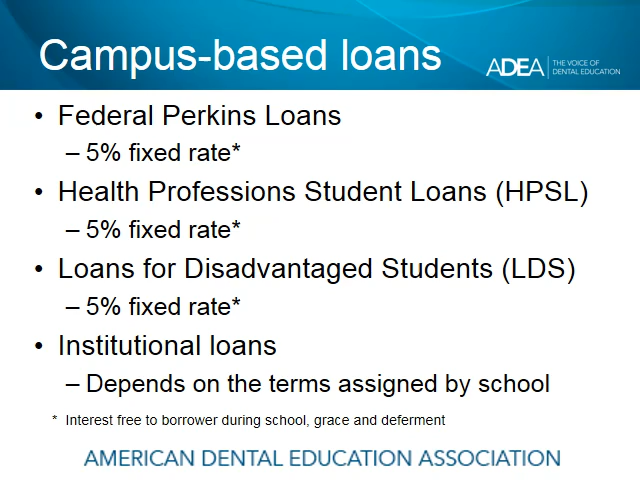 Campus-based loans
ADEA THE VOICE OF
DENTAL EDUCATION
• Federal Perkins Loans
– 5% fixed rate*
• Health Professions Student Loans (HPSL)
– 5% fixed rate*
• Loans for Disadvantaged Students (LDS)
– 5% fixed rate*
• Institutional loans
– Depends on the terms assigned by school
* Interest free to borrower during school, grace and deferment
AMERICAN DENTAL EDUCATION ASSOCIATION